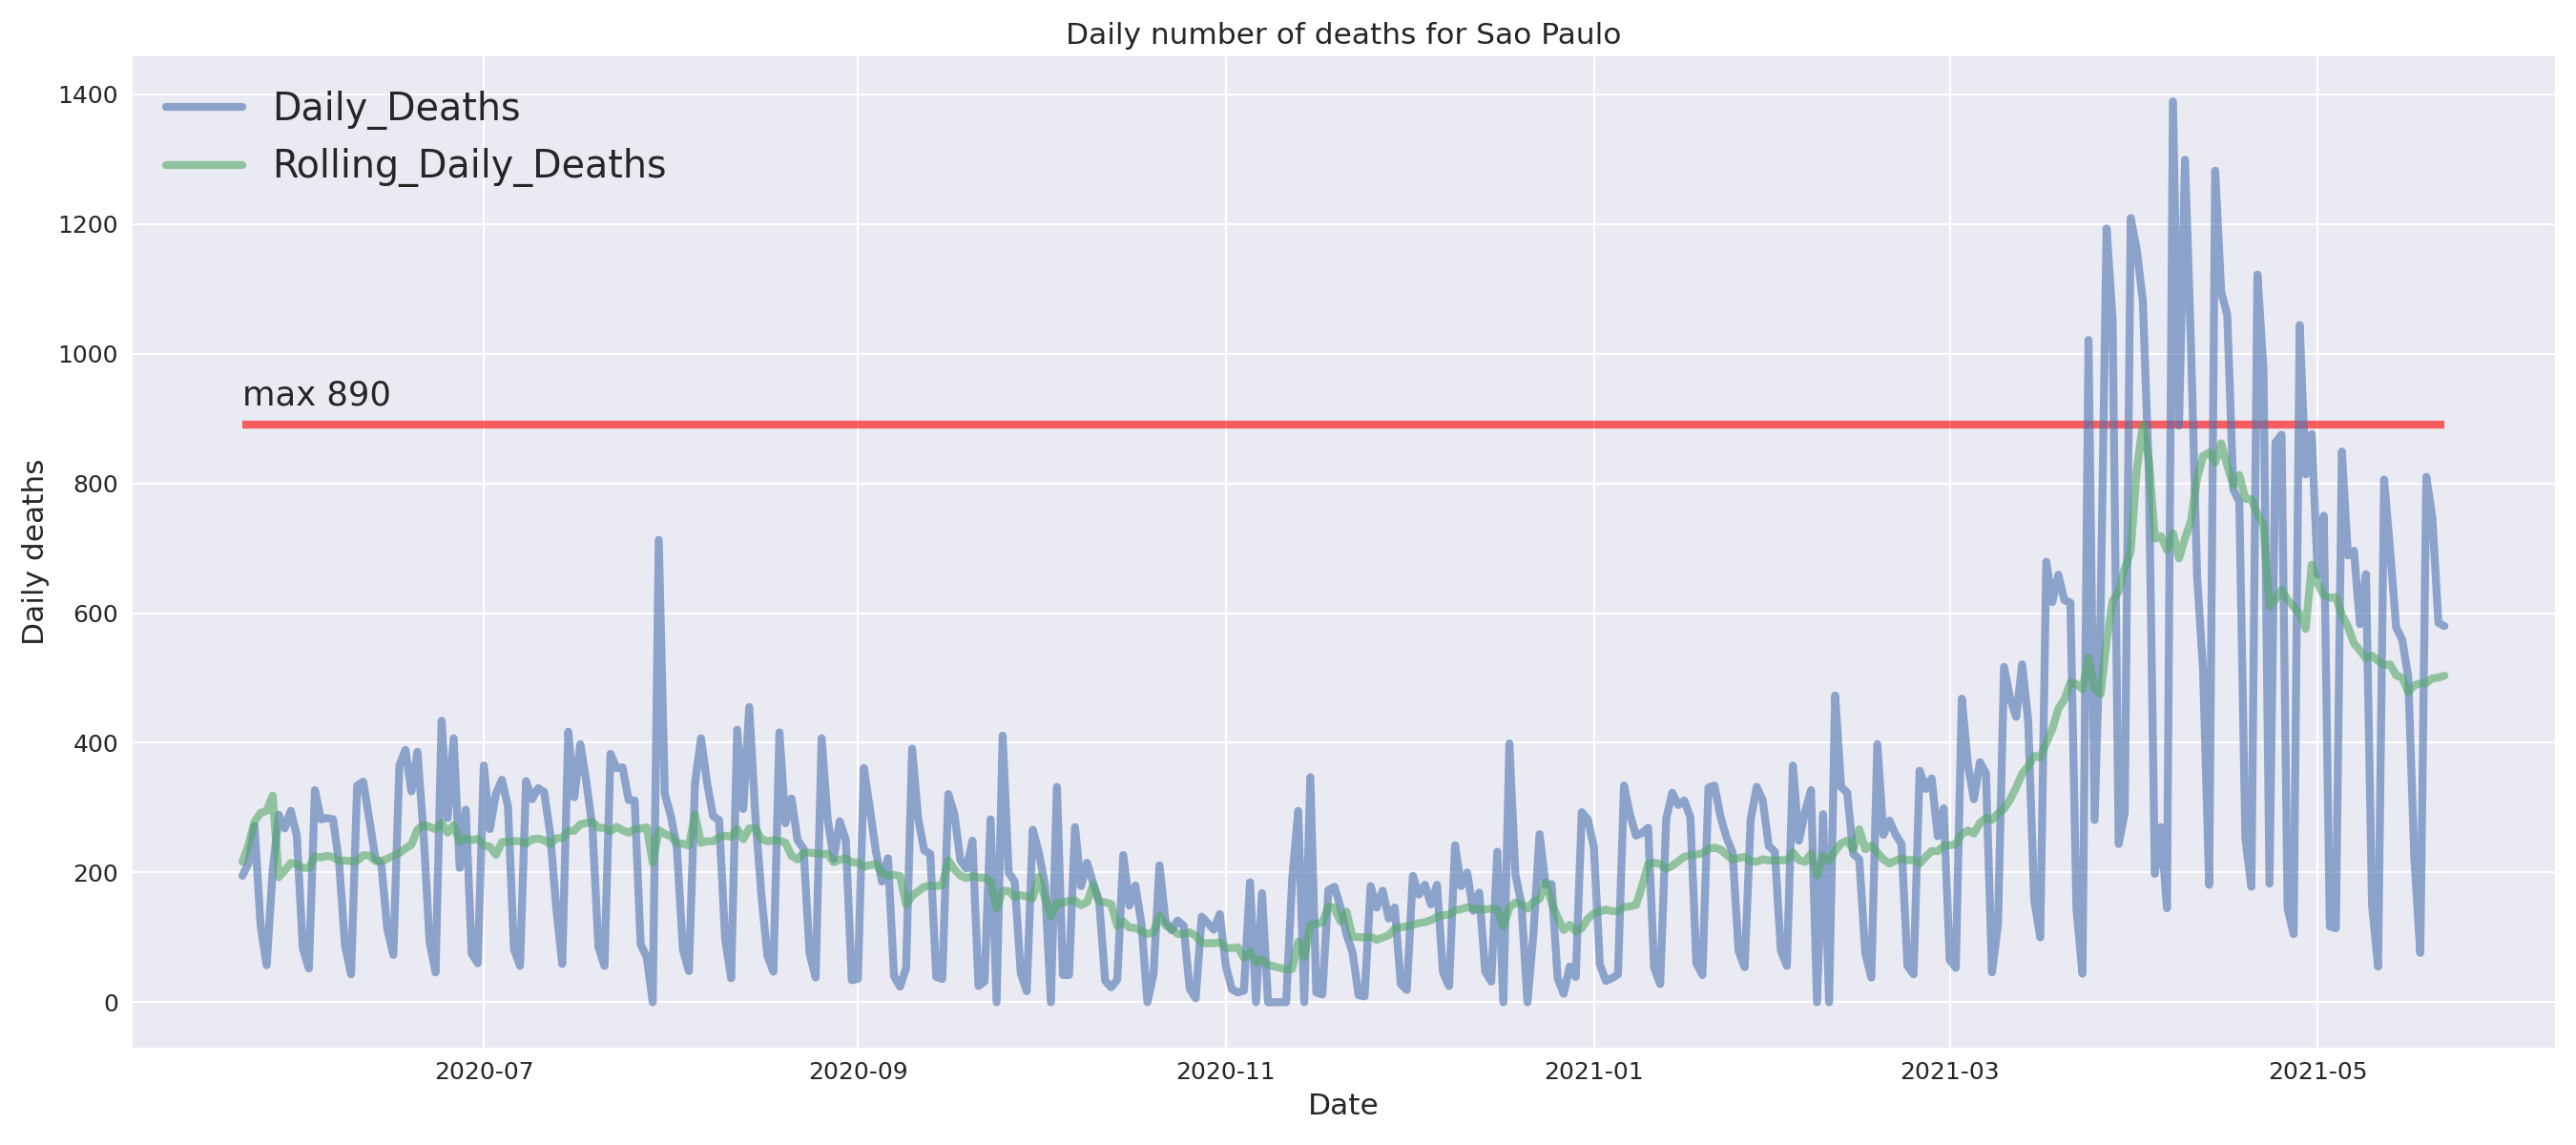 Daily number of deaths for Sao Paulo
Daily_Deaths
Rolling_Daily_Deaths
max 890
Daily deaths
1400
1200
1000
800
600
400
200
0
2020-07 2020-09 2020-11 2021-01 2021-03 2021-05
Date